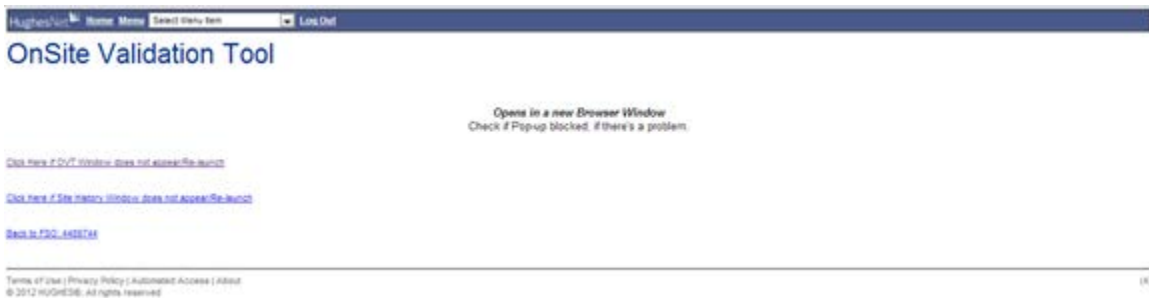 HughesNet Home Menu Select Menu Item Log Out
OnSite Validation Tool
Opens in a new Browser Window
Check if Pop-up blocked, if there's a problem.
Click Here if OVT Window does not appear/Re-launch
Click Here if Site History Window does not appear/Re-launch
Back to FSO: 4488744
Terms of Use | Privacy Policy | Automated Access | About
© 2012 HUGHES®. All rights reserved